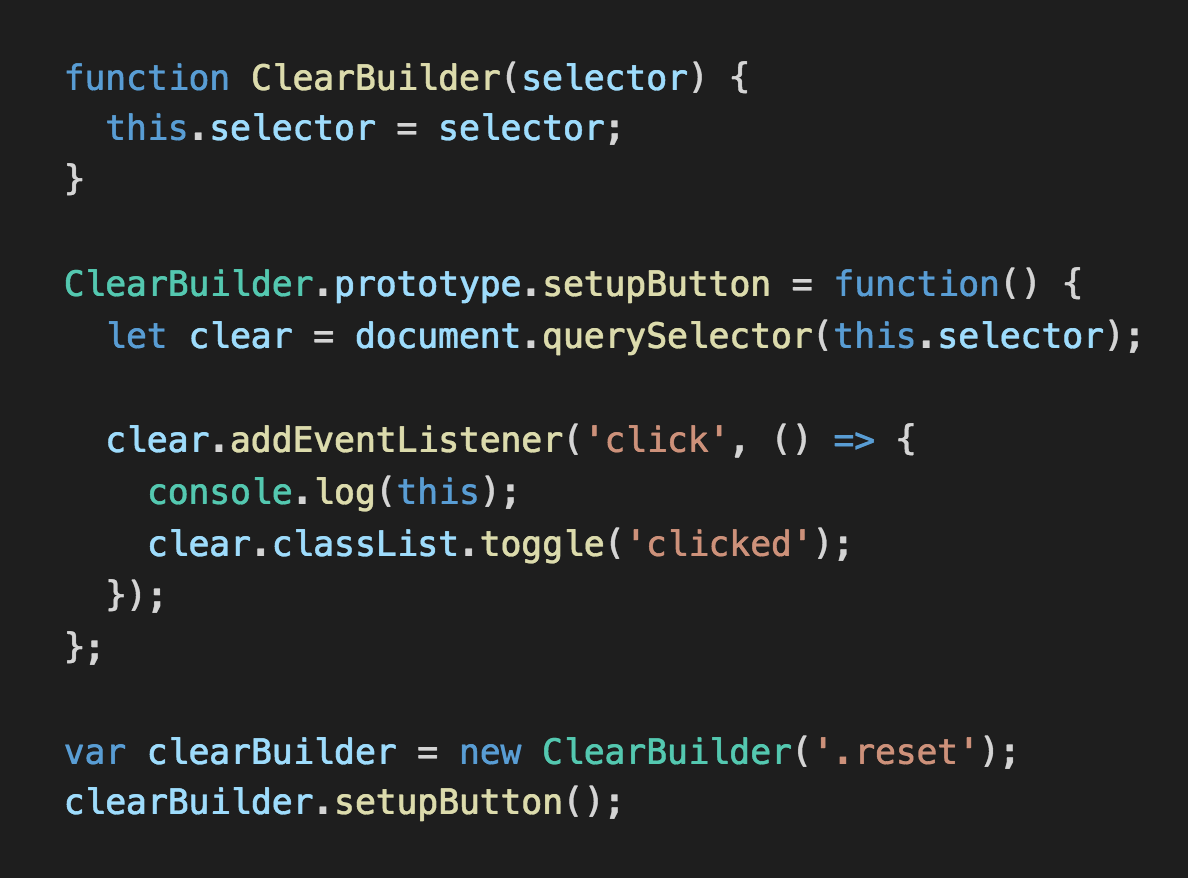 function ClearBuilder(selector) {
  this.selector = selector;
}

ClearBuilder.prototype.setupButton = function() {
  let clear = document.querySelector(this.selector);

  clear.addEventListener('click', () => {
    console.log(this);
    clear.classList.toggle('clicked');
  });
};

var clearBuilder = new ClearBuilder('.reset');
clearBuilder.setupButton();